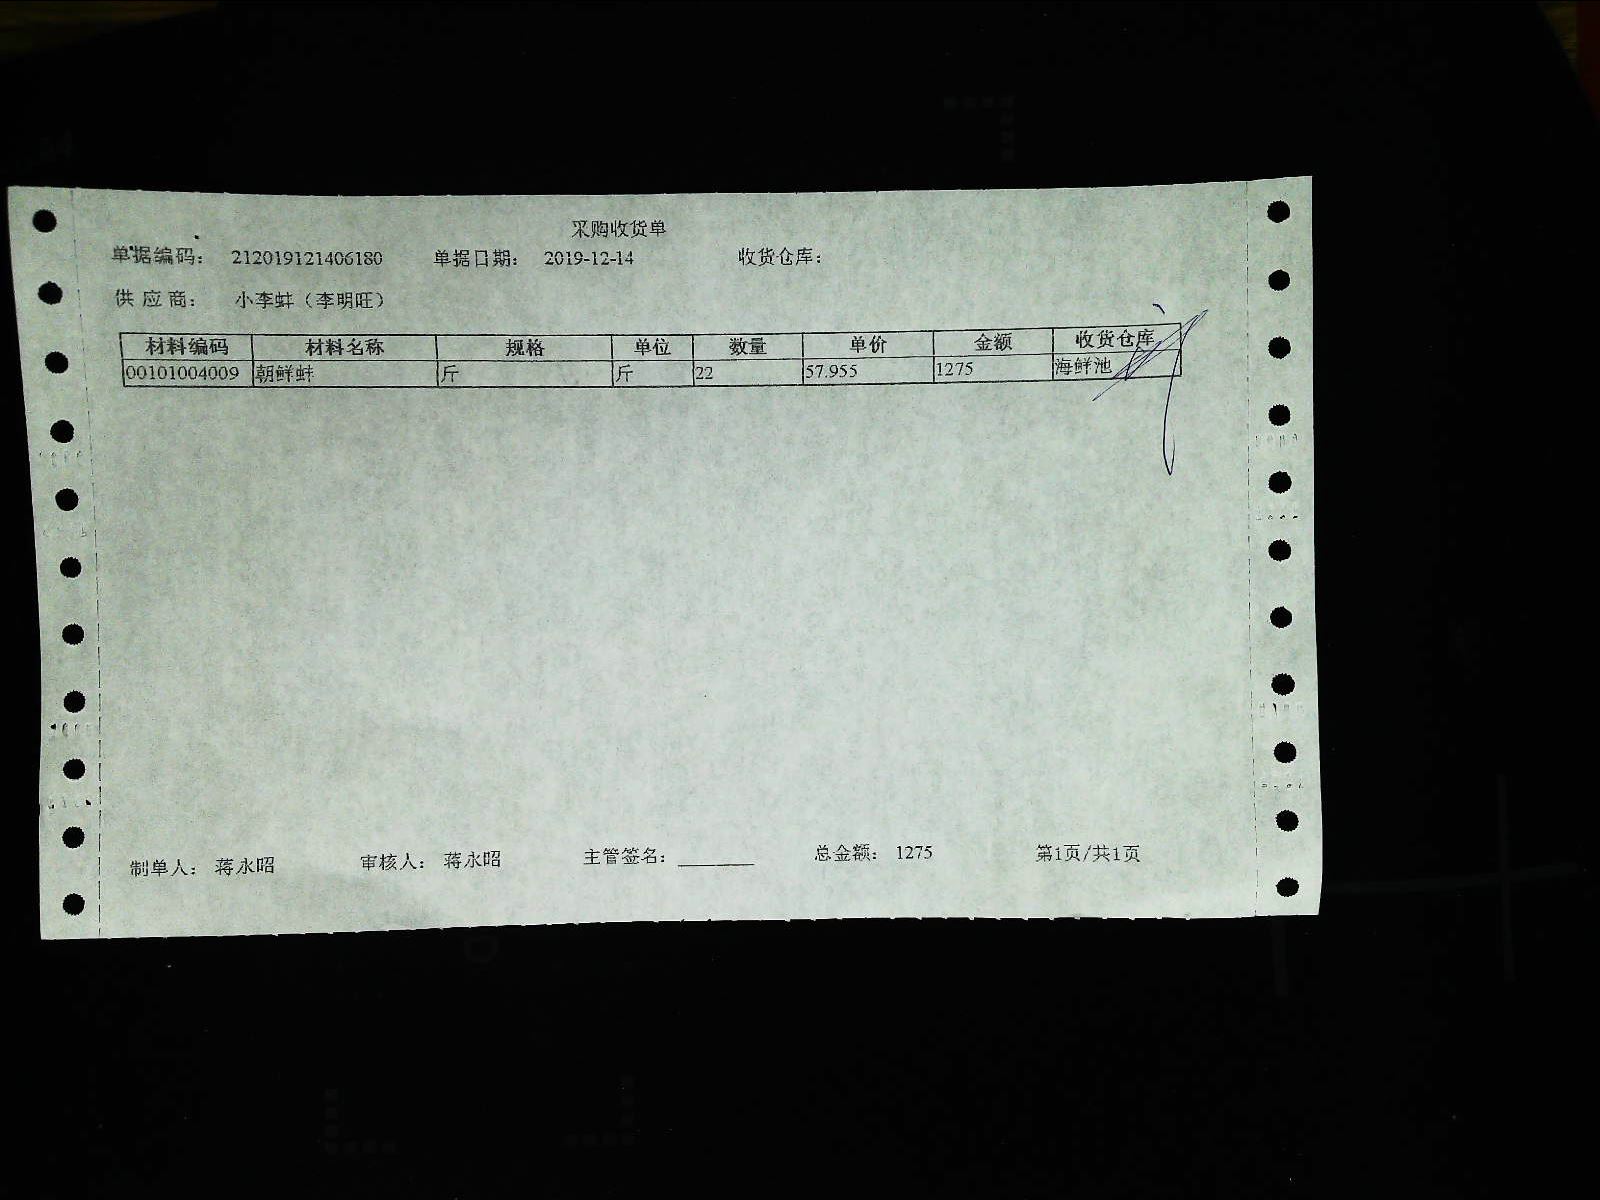 采购收货单
单据编码： 212019121406180 单据日期： 2019-12-14 收货仓库：
供 应 商： 小李蚌（李明旺）
材料编码 材料名称 规格 单位 数量 单价 金额 收货仓库
00101004009 朝鲜蚌 斤 斤 22 57.955 1275 海鲜池
制单人： 蒋永昭 审核人： 蒋永昭 主管签名： 总金额： 1275 第1页/共1页